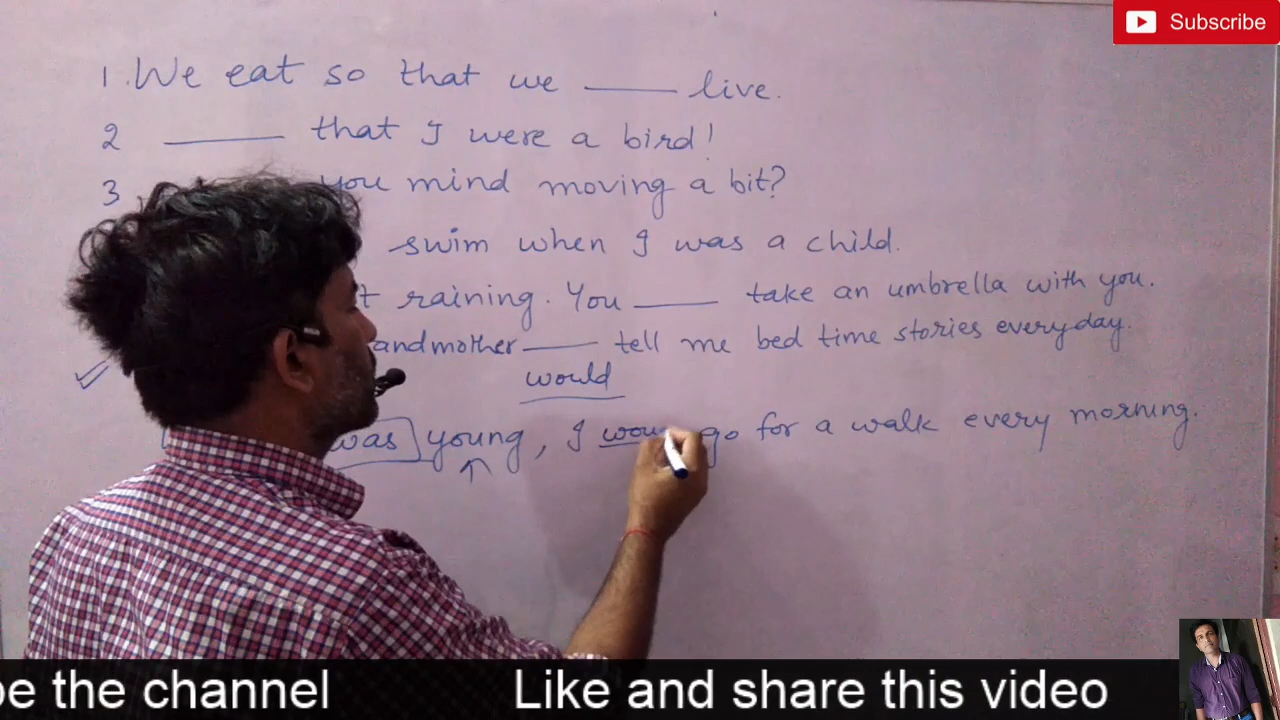 Subscribe
1. We eat so that we ____ live.
2 ____ that I were a bird!
3 you mind moving a bit?
swim when I was a child.
raining. You ____ take an umbrella with you.
andmother ____ tell me bed time stories everyday.
would
was young, I wou go for a walk every morning.
be the channel Like and share this video